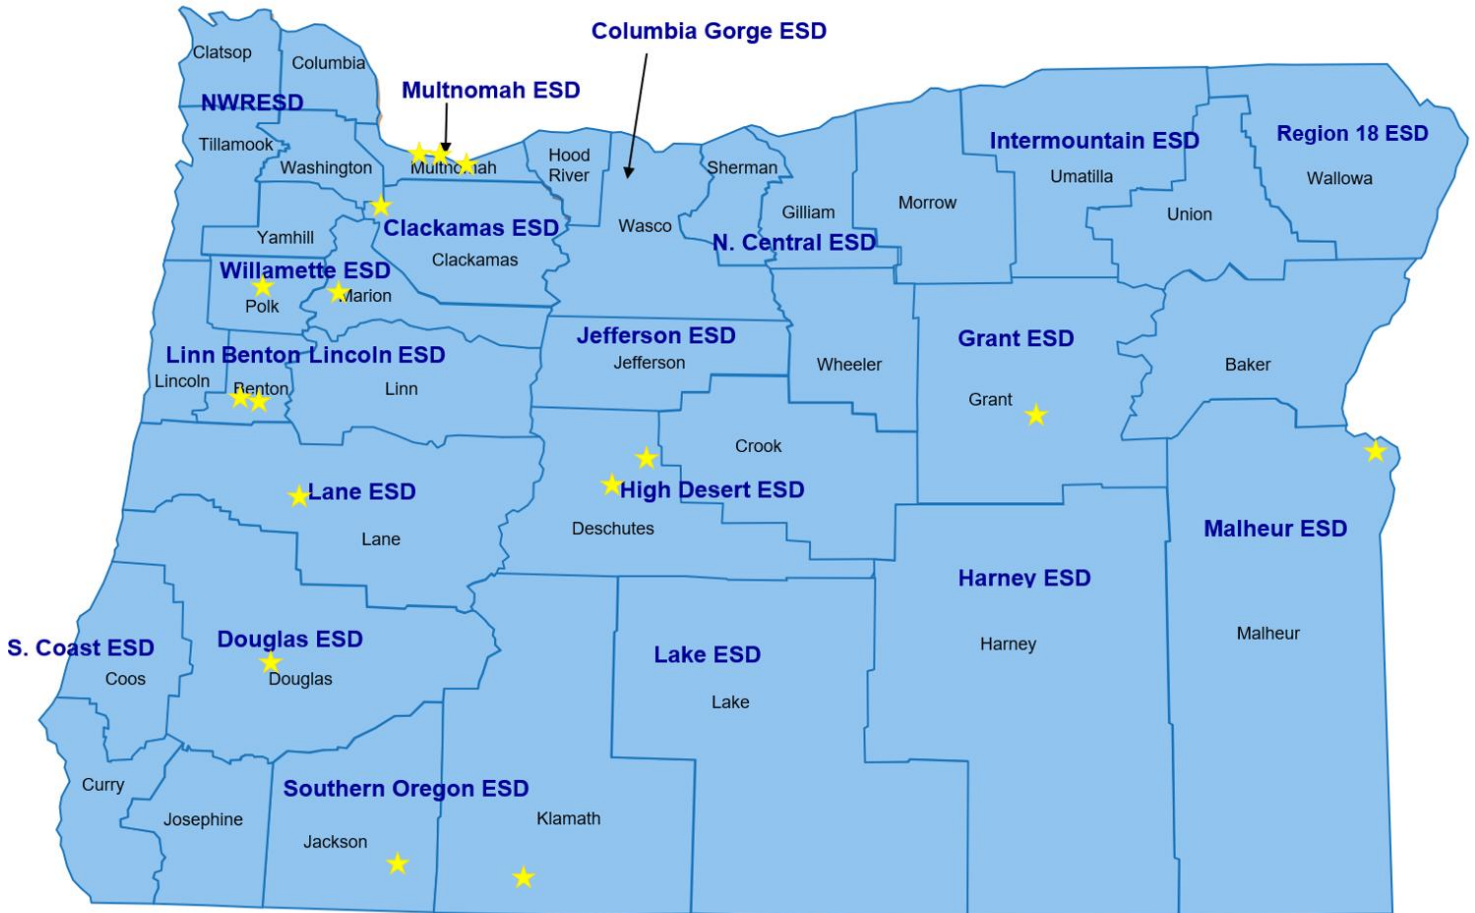 Columbia Gorge ESD
Clatsop
Columbia
Multnomah ESD
NWRESD
Tillamook
Washington
Multnomah
Hood
River
Sherman
Intermountain ESD
Region 18 ESD
Umatilla
Wallowa
Yamhill
Clackamas ESD
Wasco
Gilliam
Morrow
Union
N. Central ESD
Clackamas
Willamette ESD
Polk
Marion
Linn Benton Lincoln ESD
Jefferson ESD
Jefferson
Grant ESD
Lincoln
Benton
Linn
Wheeler
Grant
Baker
Crook
Lane ESD
High Desert ESD
Deschutes
Lane
Malheur ESD
Harney ESD
Harney
Malheur
S. Coast ESD
Coos
Douglas ESD
Douglas
Lake ESD
Lake
Curry
Josephine
Southern Oregon ESD
Jackson
Klamath